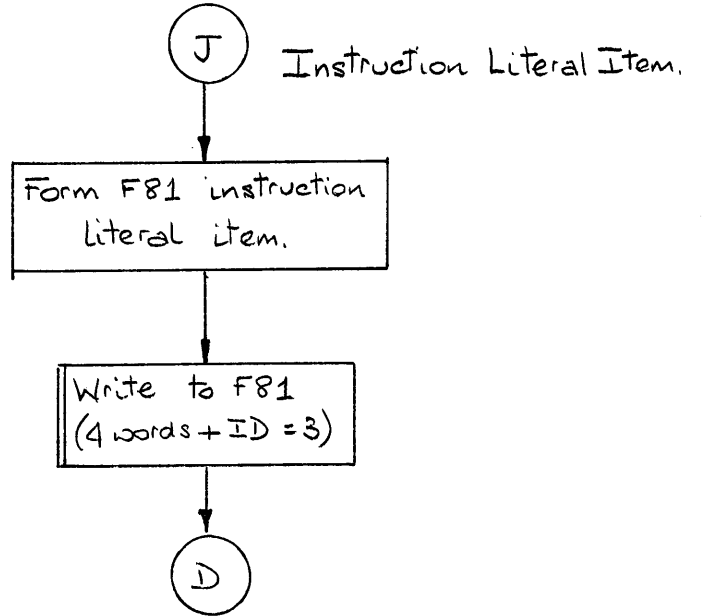 J
Instruction Literal Item.
Form F81 instruction
literal item.
Write to F81
(4 words + ID = 3)
D